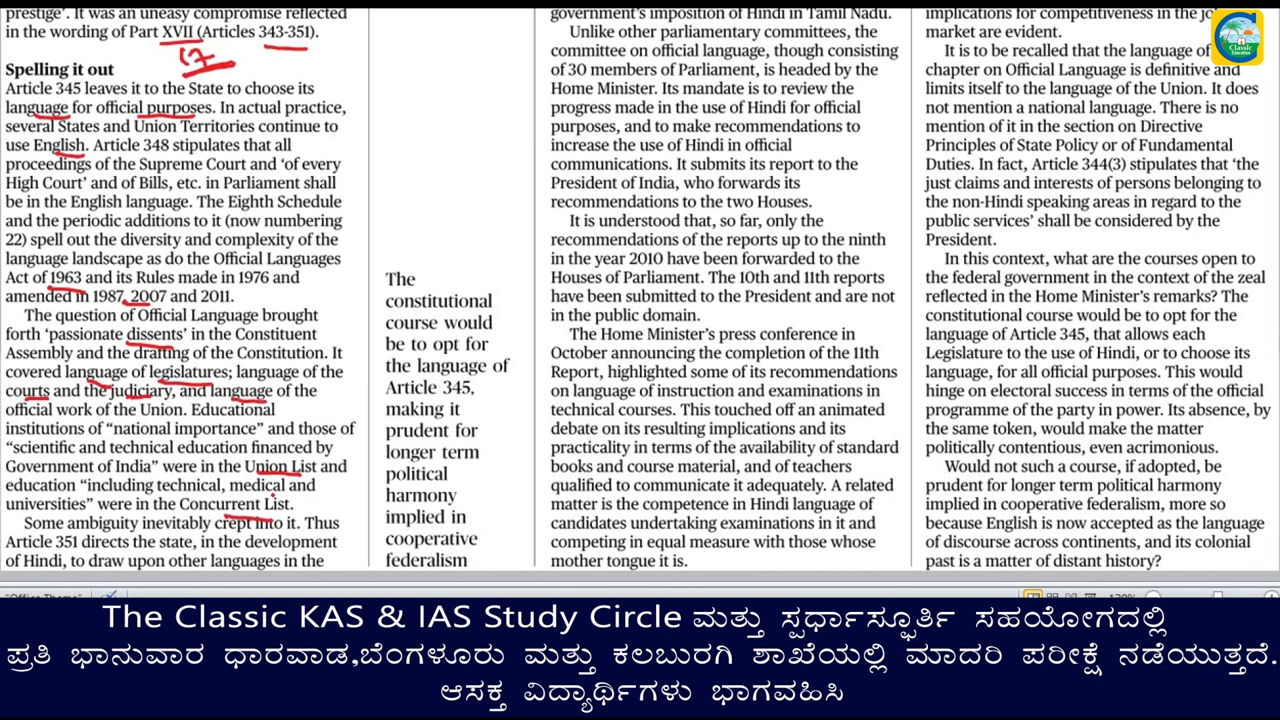 prestige'. It was an uneasy compromise reflected
in the wording of Part XVII (Articles 343-351).
17
Spelling it out
Article 345 leaves it to the State to choose its
language for official purposes. In actual practice,
several States and Union Territories continue to
use English. Article 348 stipulates that all
proceedings of the Supreme Court and 'of every
High Court' and of Bills, etc. in Parliament shall
be in the English language. The Eighth Schedule
and the periodic additions to it (now numbering
22) spell out the diversity and complexity of the
language landscape as do the Official Languages
Act of 1963 and its Rules made in 1976 and
amended in 1987, 2007 and 2011.
The question of Official Language brought
forth 'passionate dissents' in the Constituent
Assembly and the drafting of the Constitution. It
covered language of legislatures; language of the
courts and the judiciary, and language of the
official work of the Union. Educational
institutions of "national importance" and those of
"scientific and technical education financed by
Government of India" were in the Union List and
education "including technical, medical and
universities" were in the Concurrent List.
Some ambiguity inevitably crept into it. Thus
Article 351 directs the state, in the development
of Hindi, to draw upon other languages in the
The
constitutional
course would
be to opt for
the language of
Article 345,
making it
prudent for
longer term
political
harmony
implied in
cooperative
federalism
government's imposition of Hindi in Tamil Nadu.
Unlike other parliamentary committees, the
committee on official language, though consisting
of 30 members of Parliament, is headed by the
Home Minister. Its mandate is to review the
progress made in the use of Hindi for official
purposes, and to make recommendations to
increase the use of Hindi in official
communications. It submits its report to the
President of India, who forwards its
recommendations to the two Houses.
It is understood that, so far, only the
recommendations of the reports up to the ninth
in the year 2010 have been forwarded to the
Houses of Parliament. The 10th and 11th reports
have been submitted to the President and are not
in the public domain.
The Home Minister's press conference in
October announcing the completion of the 11th
Report, highlighted some of its recommendations
on language of instruction and examinations in
technical courses. This touched off an animated
debate on its resulting implications and its
practicality in terms of the availability of standard
books and course material, and of teachers
qualified to communicate it adequately. A related
matter is the competence in Hindi language of
candidates undertaking examinations in it and
competing in equal measure with those whose
mother tongue it is.
implications for competitiveness in the jo
market are evident.
It is to be recalled that the language of
chapter on Official Language is definitive and
limits itself to the language of the Union. It does
not mention a national language. There is no
mention of it in the section on Directive
Principles of State Policy or of Fundamental
Duties. In fact, Article 344(3) stipulates that 'the
just claims and interests of persons belonging to
the non-Hindi speaking areas in regard to the
public services' shall be considered by the
President.
In this context, what are the courses open to
the federal government in the context of the zeal
reflected in the Home Minister's remarks? The
constitutional course would be to opt for the
language of Article 345, that allows each
Legislature to the use of Hindi, or to choose its
language, for all official purposes. This would
hinge on electoral success in terms of the official
programme of the party in power. Its absence, by
the same token, would make the matter
politically contentious, even acrimonious.
Would not such a course, if adopted, be
prudent for longer term political harmony
implied in cooperative federalism, more so
because English is now accepted as the language
of discourse across continents, and its colonial
past is a matter of distant history?
Classic
Education
The Classic KAS & IAS Study Circle ಮತ್ತು ಸ್ಪರ್ಧಾಸ್ಫೂರ್ತಿ ಸಹಯೋಗದಲ್ಲಿ
ಪ್ರತಿ ಭಾನುವಾರ ಧಾರವಾಡ,ಬೆಂಗಳೂರು ಮತ್ತು ಕಲಬುರಗಿ ಶಾಖೆಯಲ್ಲಿ ಮಾದರಿ ಪರೀಕ್ಷೆ ನಡೆಯುತ್ತದೆ.
ಆಸಕ್ತ ವಿದ್ಯಾರ್ಥಿಗಳು ಭಾಗವಹಿಸಿ